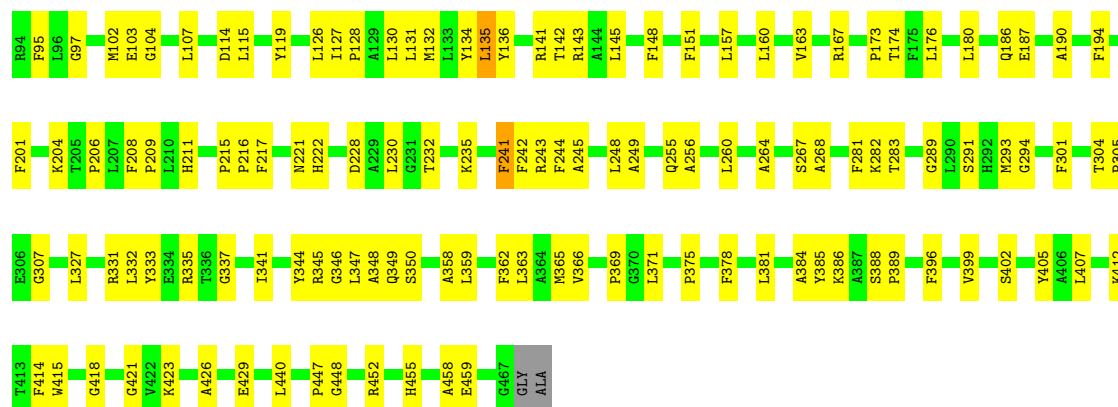 R94 F95 L96 G97 M102 E103 G104 L107 D114 L115 Y119 L126 I127 P128 A129 L130 L131 M132 L133 Y134 L135 Y136 R141 T142 R143 A144 L145 F148 F151 L157 L160 V163 R167 P173 T174 F175 L176 L180 Q186 E187 A190 F194
F201 K204 T205 P206 L207 F208 P209 L210 H211 P215 P216 F217 N221 H222 D228 A229 L230 G231 T232 K235 F241 F242 R243 F244 A245 L248 A249 Q255 A256 L260 A264 S267 A268 F281 K282 T283 G289 L290 S291 H292 M293 G294 F301 T304 P305
E306 G307 L327 R331 L332 Y333 E334 R335 T336 G337 I341 Y344 R345 G346 L347 A348 Q349 S350 A358 L359 F362 L363 A364 M365 V366 P369 G370 L371 P375 F378 L381 A384 Y385 K386 A387 S388 P389 F396 V399 S402 Y405 A406 L407 K412
T413 F414 W415 G418 G421 V422 K423 A426 E429 L440 P447 G448 R452 H455 A458 E459 G467 GLY ALA